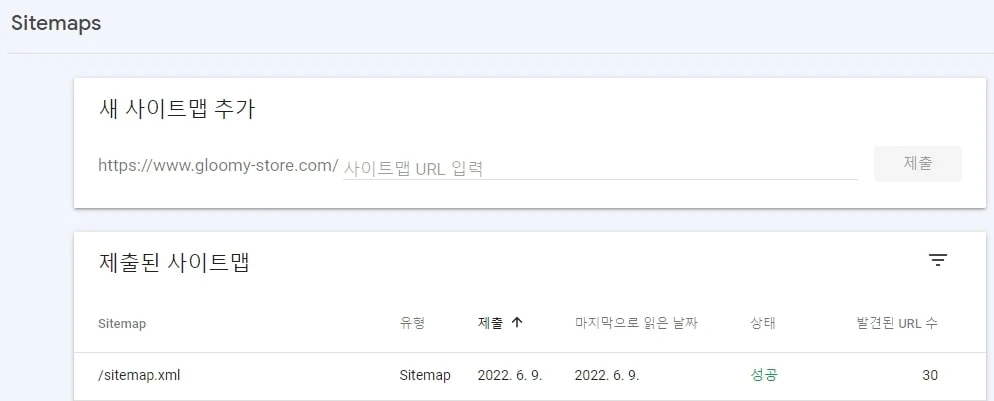 Sitemaps
새 사이트맵 추가
https://www.gloomy-store.com/ 사이트맵 URL 입력 제출
제출된 사이트맵
Sitemap 유형 제출 마지막으로 읽은 날짜 상태 발견된 URL 수
/sitemap.xml Sitemap 2022. 6. 9. 2022. 6. 9. 성공 30